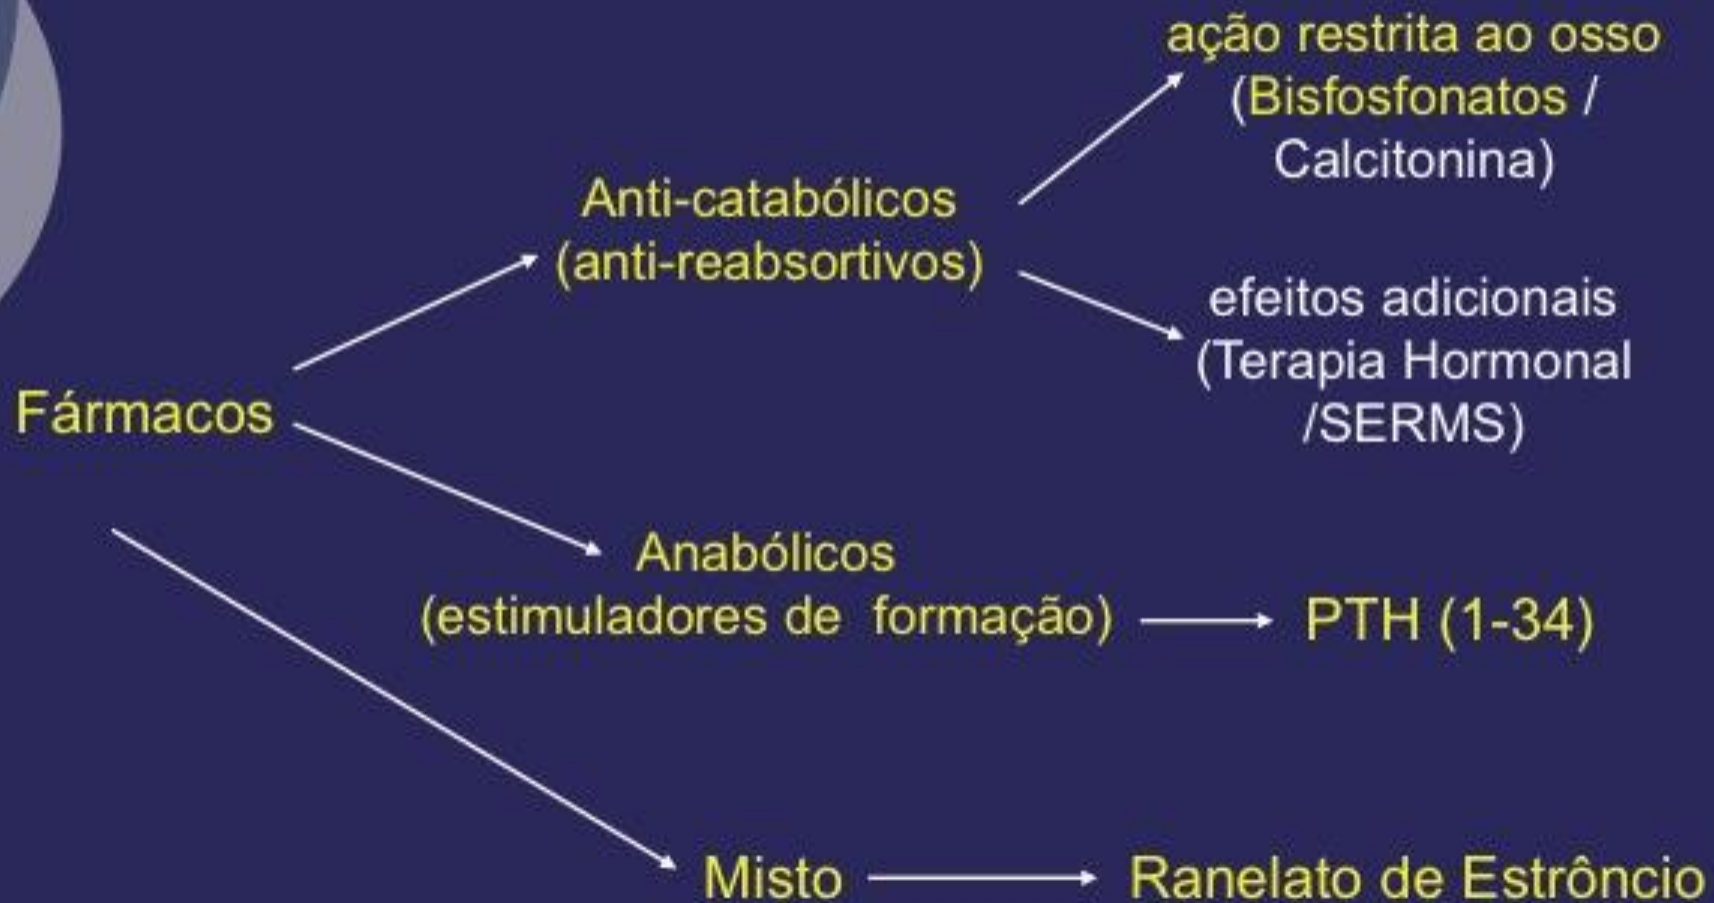 ação restrita ao osso
(Bisfosfonatos /
Calcitonina)
Anti-catabólicos
(anti-reabsortivos)
efeitos adicionais
(Terapia Hormonal
/SERMS)
Fármacos
Anabólicos
(estimuladores de formação)
PTH (1-34)
Misto
Ranelato de Estrôncio